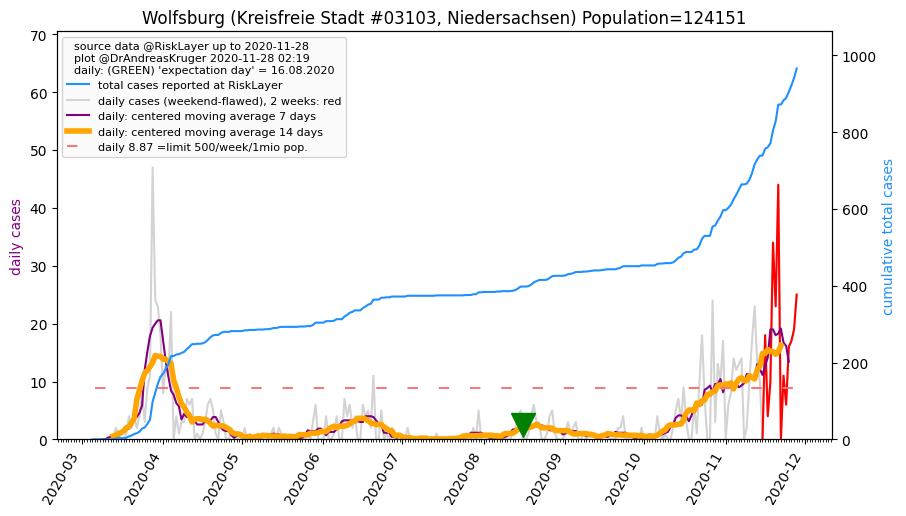 Wolfsburg (Kreisfreie Stadt #03103, Niedersachsen) Population=124151
source data @RiskLayer up to 2020-11-28
plot @DrAndreasKruger 2020-11-28 02:19
daily: (GREEN) 'expectation day' = 16.08.2020
total cases reported at RiskLayer
daily cases (weekend-flawed), 2 weeks: red
daily: centered moving average 7 days
daily: centered moving average 14 days
daily 8.87 =limit 500/week/1mio pop.
daily cases
70
60
50
40
30
20
10
0
cumulative total cases
1000
800
600
400
200
0
2020-03
2020-04
2020-05
2020-06
2020-07
2020-08
2020-09
2020-10
2020-11
2020-12